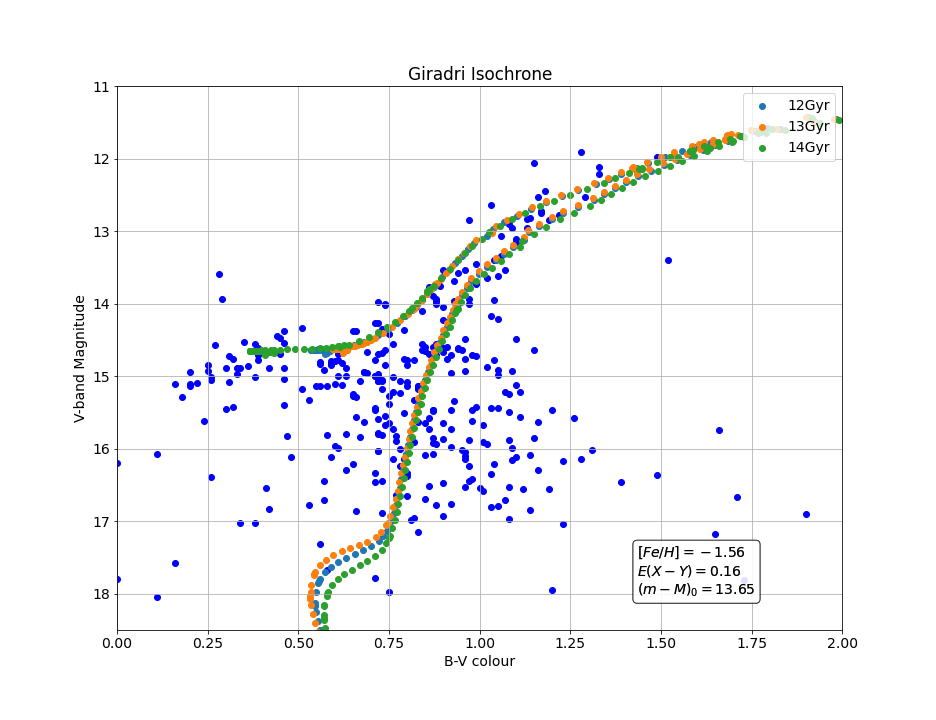 Giradri Isochrone
12Gyr
13Gyr
14Gyr
11
12
13
14
15
16
17
18
V-band Magnitude
[Fe/H] = −1.56
E(X − Y) = 0.16
(m − M)₀ = 13.65
0.00 0.25 0.50 0.75 1.00 1.25 1.50 1.75 2.00
B-V colour